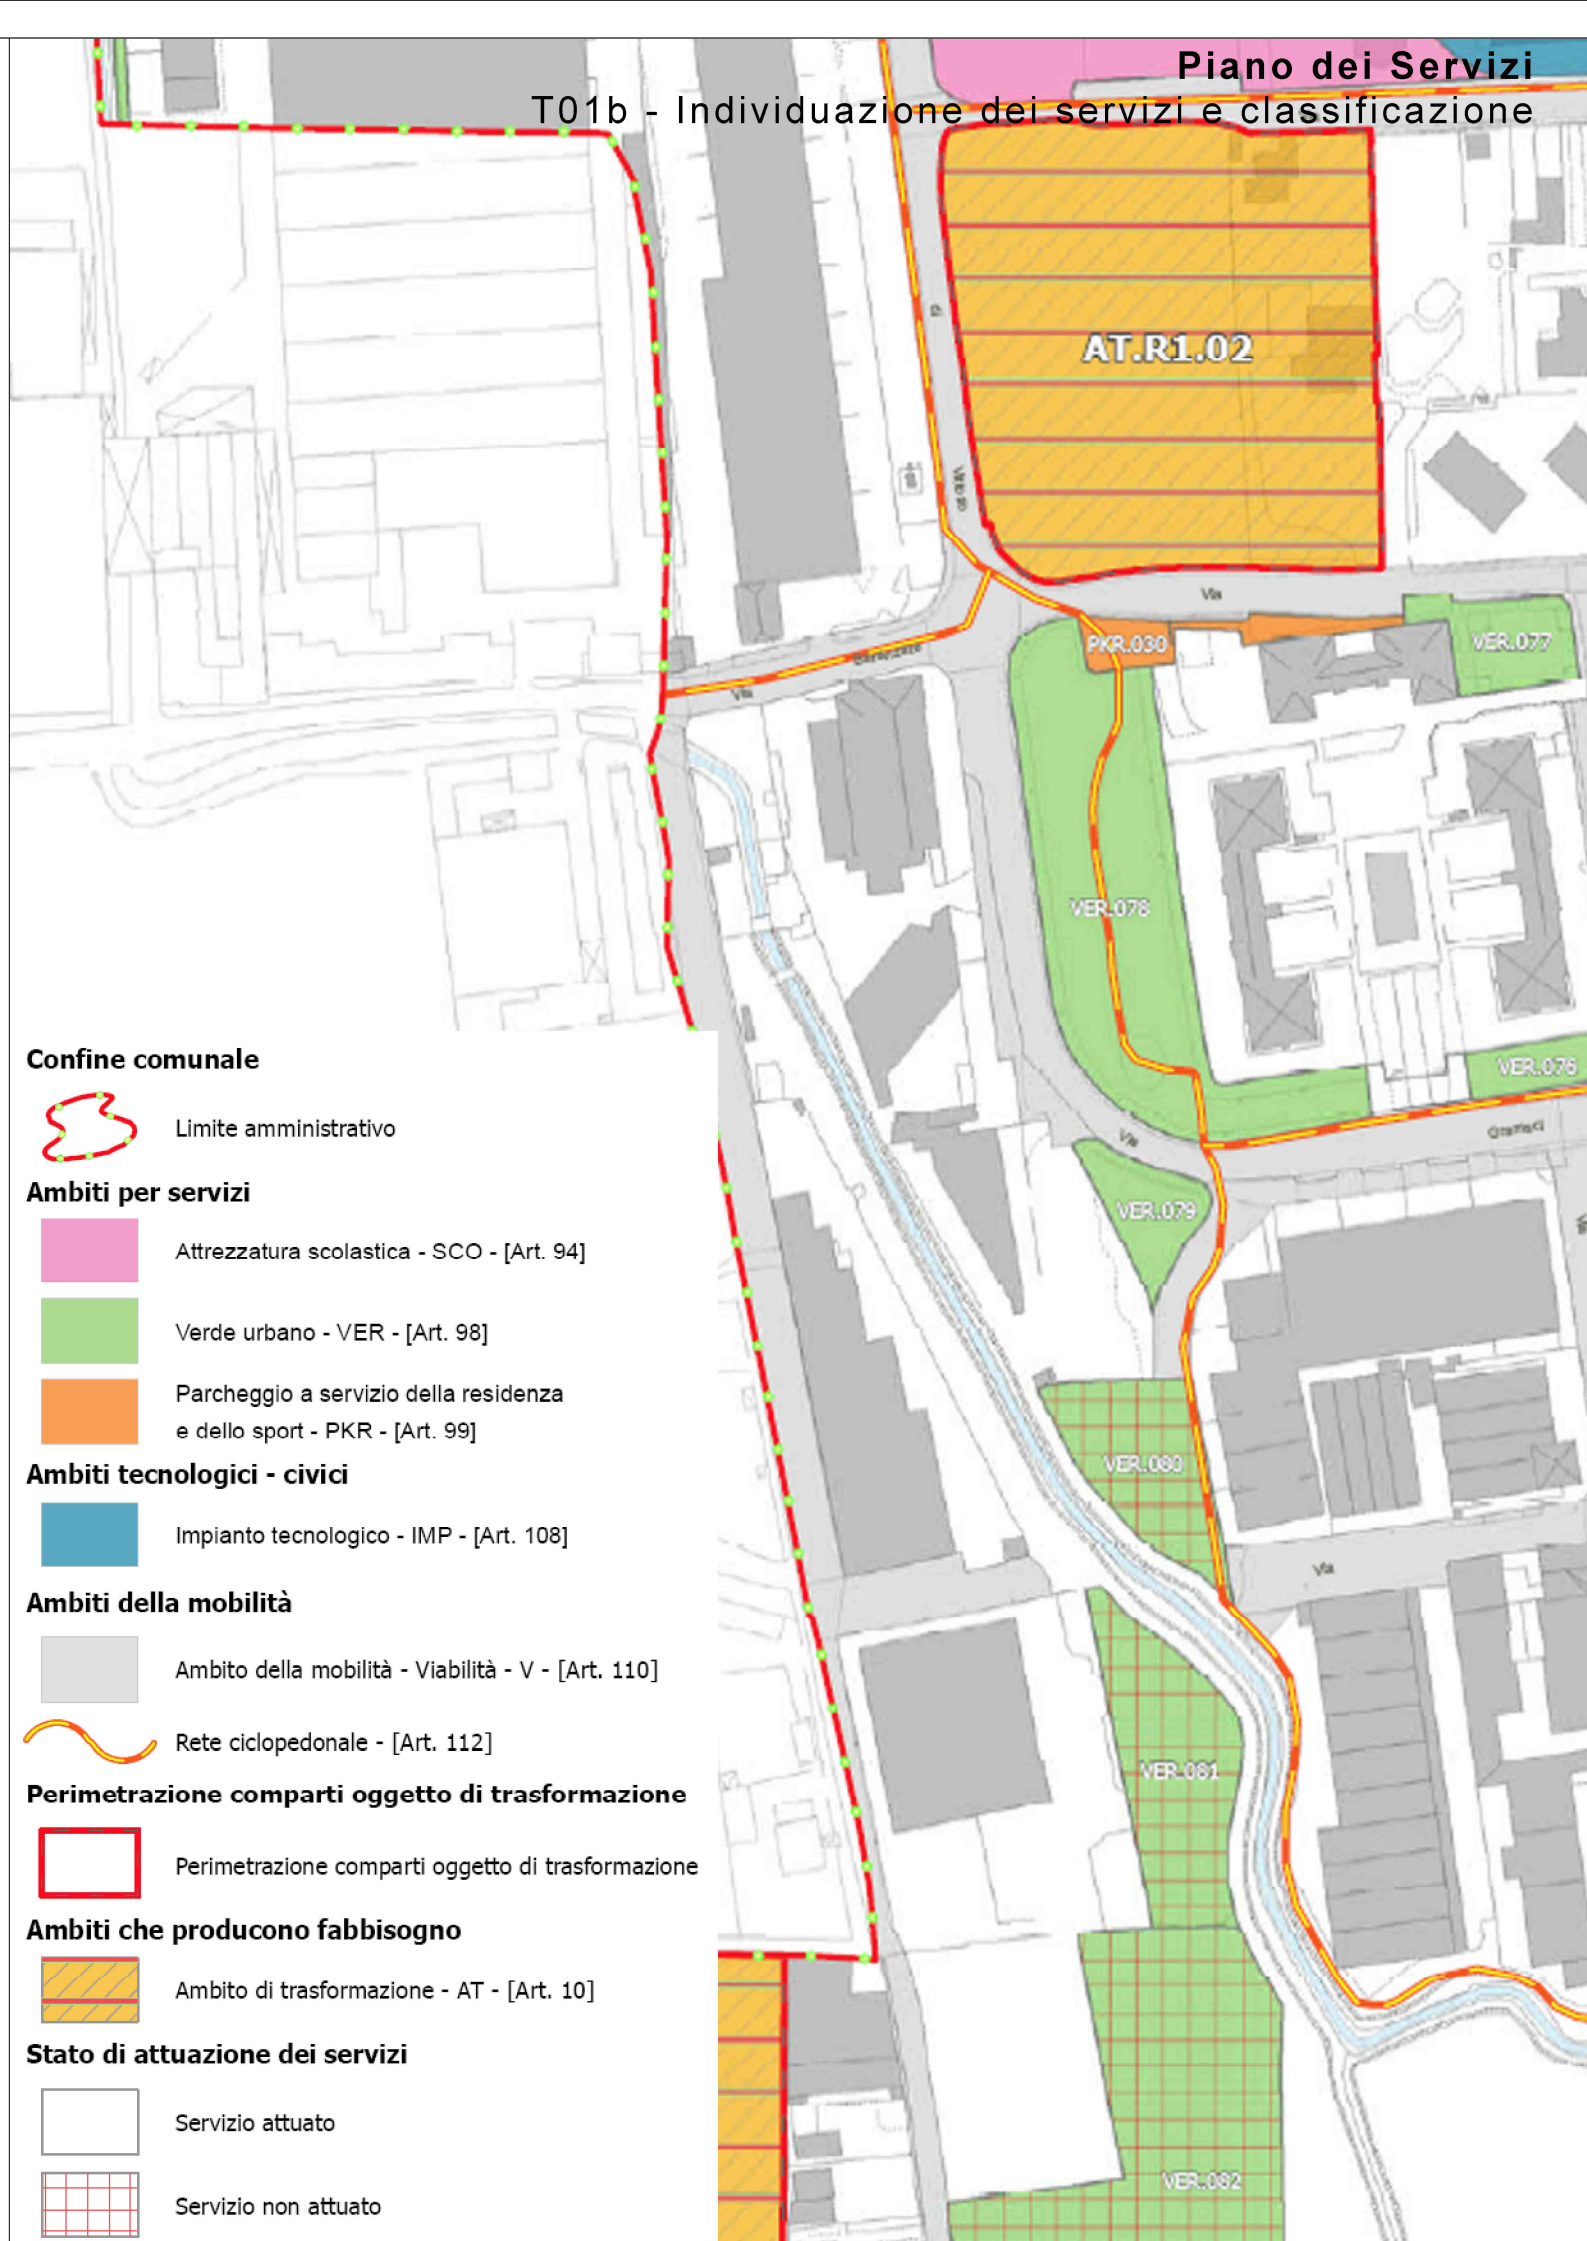 Piano dei Servizi
T01b - Individuazione dei servizi e classificazione
AT.R1.02
Via
PKR.030
VER.077
Via
VER.078
VER.076
Via
Gramsci
VER.079
VER.080
Via
VER.081
VER.082
Confine comunale
Limite amministrativo
Ambiti per servizi
Attrezzatura scolastica - SCO - [Art. 94]
Verde urbano - VER - [Art. 98]
Parcheggio a servizio della residenza
e dello sport - PKR - [Art. 99]
Ambiti tecnologici - civici
Impianto tecnologico - IMP - [Art. 108]
Ambiti della mobilità
Ambito della mobilità - Viabilità - V - [Art. 110]
Rete ciclopedonale - [Art. 112]
Perimetrazione comparti oggetto di trasformazione
Perimetrazione comparti oggetto di trasformazione
Ambiti che producono fabbisogno
Ambito di trasformazione - AT - [Art. 10]
Stato di attuazione dei servizi
Servizio attuato
Servizio non attuato